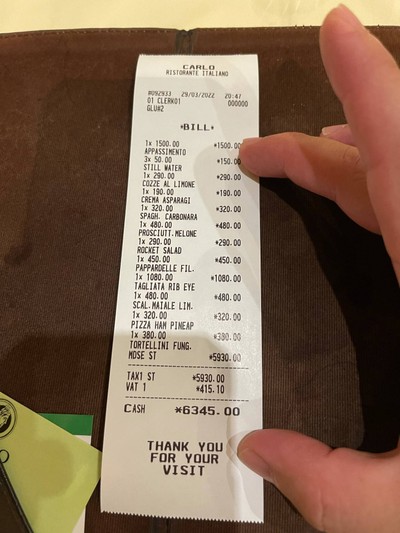 CARLO
RISTORANTE ITALIANO
#092933 29/03/2022 20:47
01 CLERK01 000000
GLU#2
*BILL*
1x 1500.00 *1500.00
APPASSIMENTO
3x 50.00 *150.00
STILL WATER
1x 290.00 *290.00
COZZE AL LIMONE
1x 190.00 *190.00
CREMA ASPARAGI
1x 320.00 *320.00
SPAGH. CARBONARA
1x 480.00 *480.00
PROSCIUTT.MELONE
1x 290.00 *290.00
ROCKET SALAD
1x 450.00 *450.00
PAPPARDELLE FIL.
1x 1080.00 *1080.00
TAGLIATA RIB EYE
1x 480.00 *480.00
SCAL.MAIALE LIM.
1x 320.00 *320.00
PIZZA HAM PINEAP
1x 380.00 *380.00
TORTELLINI FUNG.
MDSE ST *5930.00
TAX1 ST *5930.00
VAT 1 *415.10
CASH *6345.00
THANK YOU
FOR YOUR
VISIT